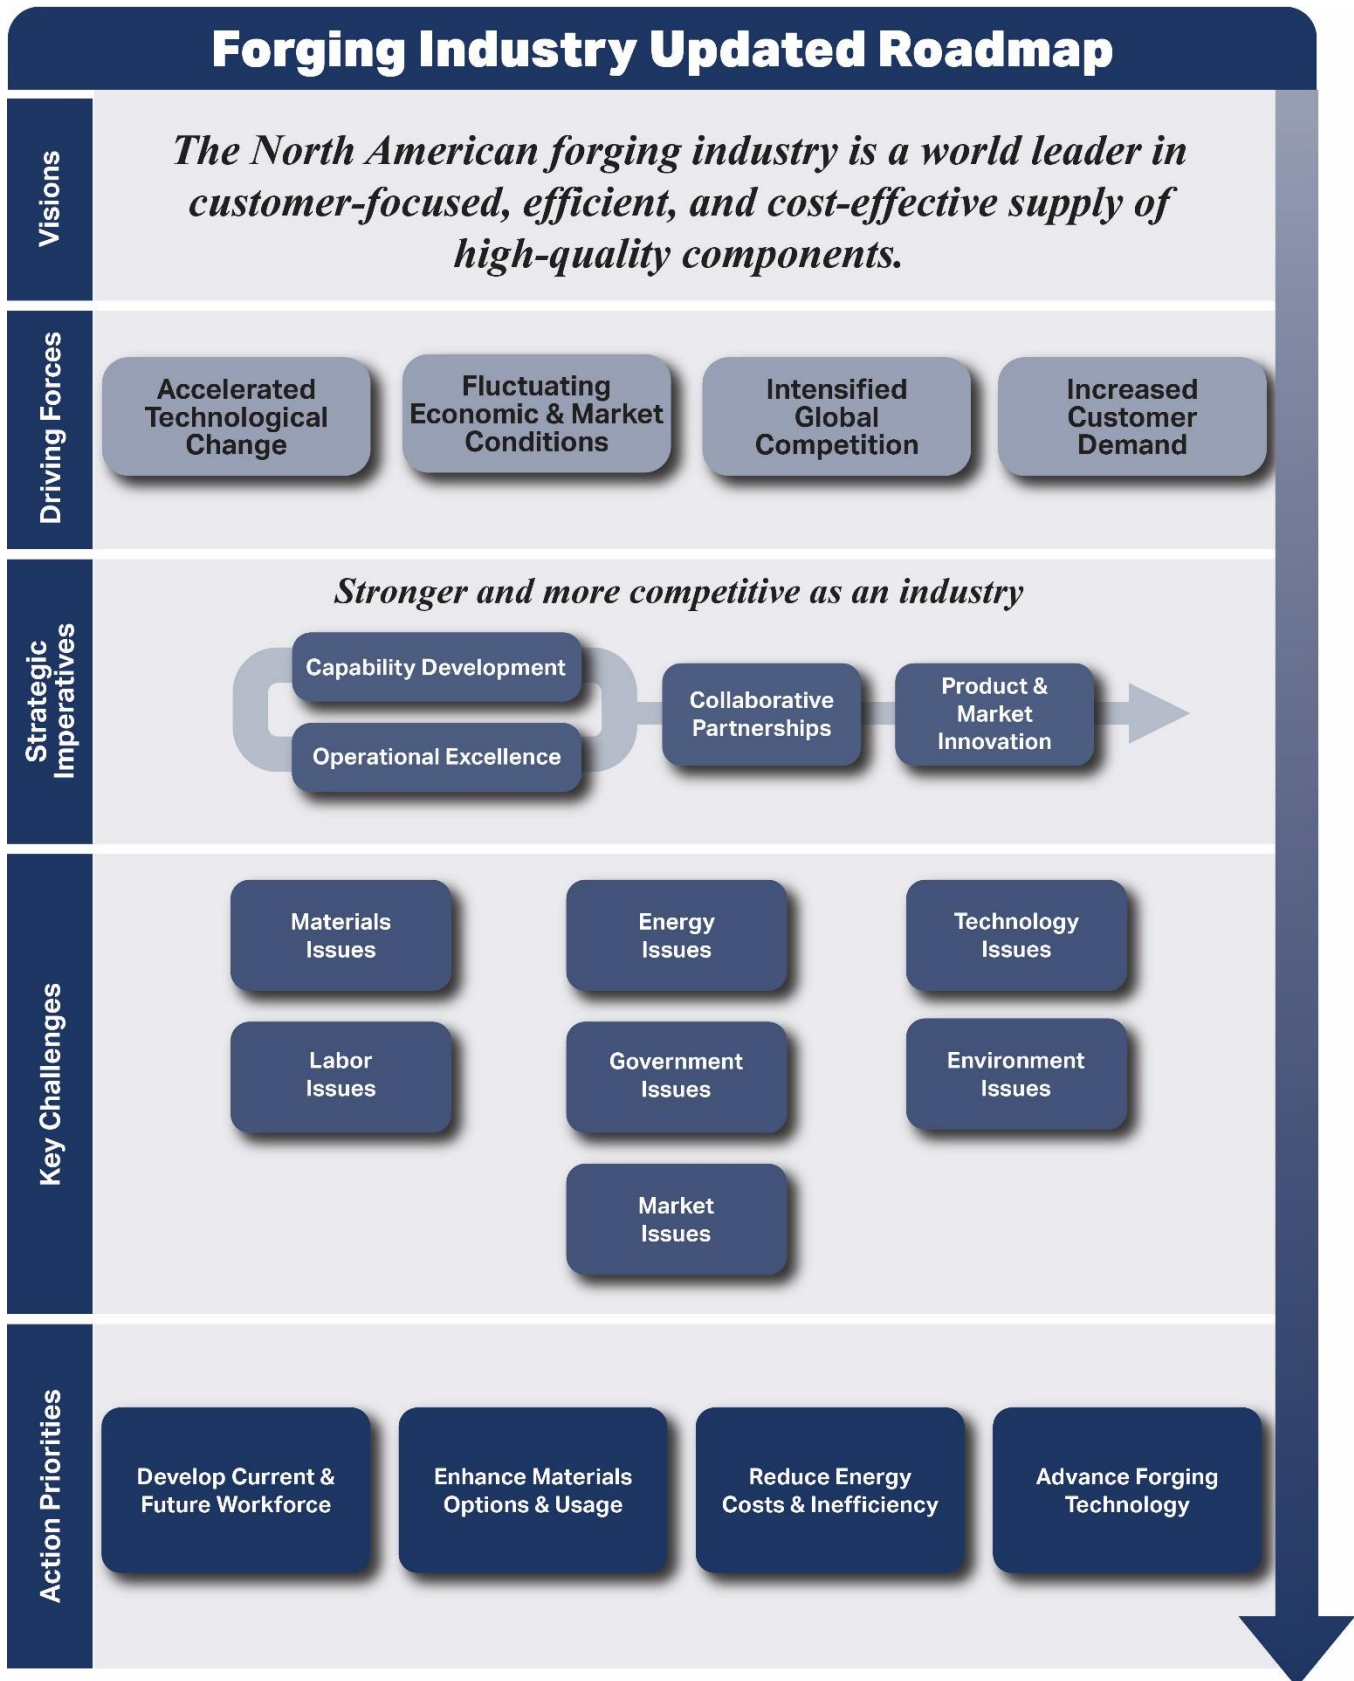 Forging Industry Updated Roadmap
Visions
The North American forging industry is a world leader in
customer-focused, efficient, and cost-effective supply of
high-quality components.
Driving Forces
Accelerated
Technological
Change
Fluctuating
Economic & Market
Conditions
Intensified
Global
Competition
Increased
Customer
Demand
Strategic
Imperatives
Stronger and more competitive as an industry
Capability Development
Operational Excellence
Collaborative
Partnerships
Product &
Market
Innovation
Key Challenges
Materials
Issues
Energy
Issues
Technology
Issues
Labor
Issues
Government
Issues
Environment
Issues
Market
Issues
Action Priorities
Develop Current &
Future Workforce
Enhance Materials
Options & Usage
Reduce Energy
Costs & Inefficiency
Advance Forging
Technology